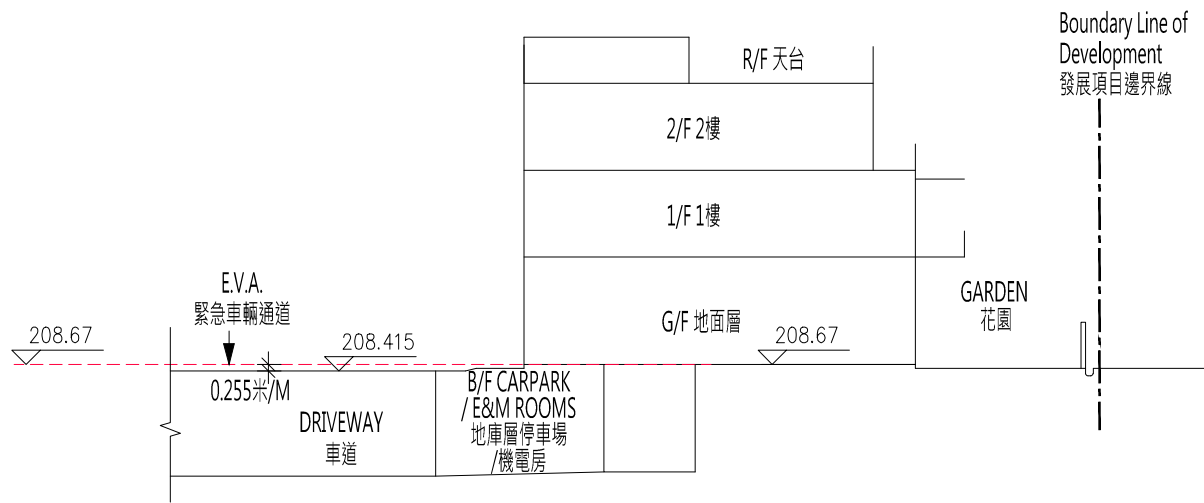 Boundary Line of
Development
發展項目邊界線
R/F 天台
2/F 2樓
1/F 1樓
E.V.A.
緊急車輛通道
GARDEN
花園
G/F 地面層
208.67
208.415
208.67
0.255米/M
B/F CARPARK
/ E&M ROOMS
地庫層停車場
/機電房
DRIVEWAY
車道